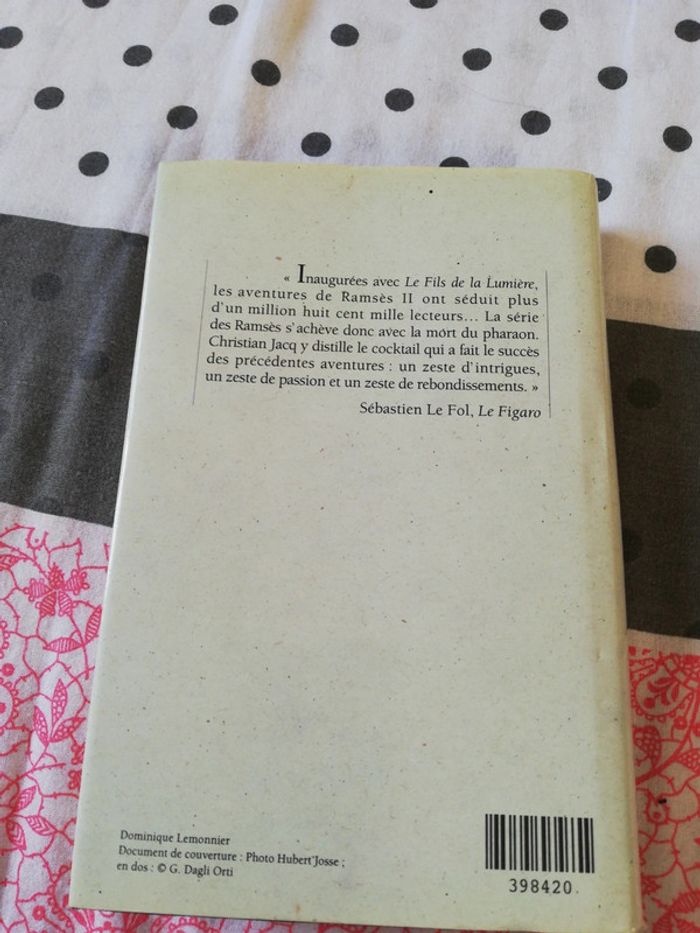 « Inaugurées avec Le Fils de la Lumière,
les aventures de Ramsès II ont séduit plus
d'un million huit cent mille lecteurs... La série
des Ramsès s'achève donc avec la mort du pharaon.
Christian Jacq y distille le cocktail qui a fait le succès
des précédentes aventures : un zeste d'intrigues,
un zeste de passion et un zeste de rebondissements. »
Sébastien Le Fol, Le Figaro
Dominique Lemonnier
Document de couverture : Photo Hubert Josse ;
en dos : © G. Dagli Orti
398420